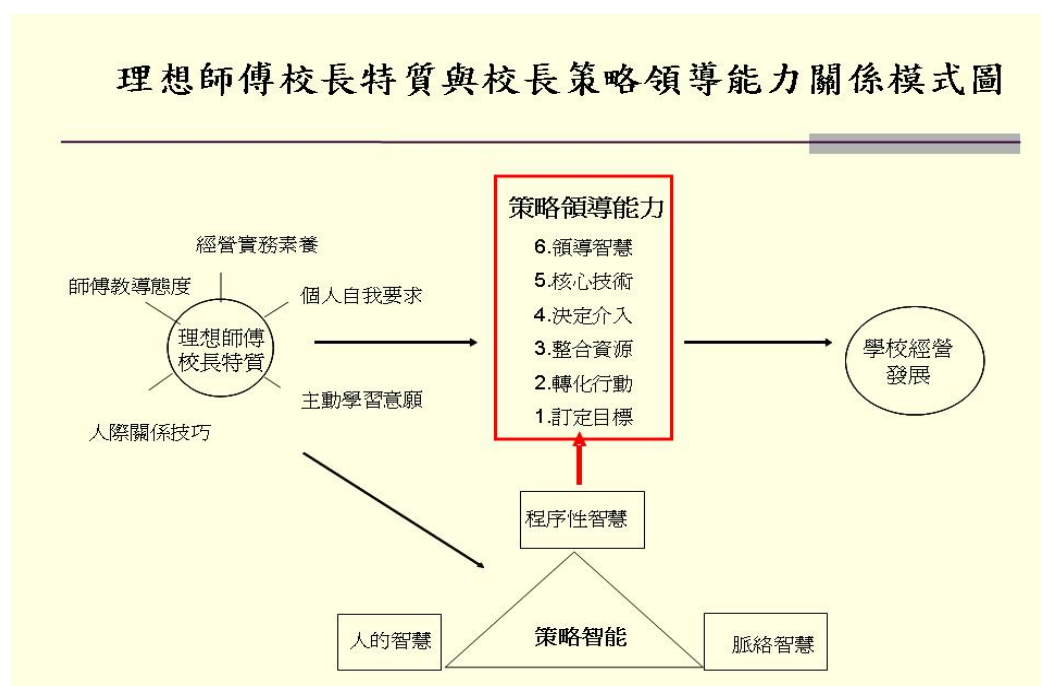 理想師傅校長特質與校長策略領導能力關係模式圖
經營實務素養
師傅教導態度
個人自我要求
理想師傅
校長特質
主動學習意願
人際關係技巧
策略領導能力
6.領導智慧
5.核心技術
4.決定介入
3.整合資源
2.轉化行動
1.訂定目標
學校經營
發展
程序性智慧
人的智慧
策略智能
脈絡智慧